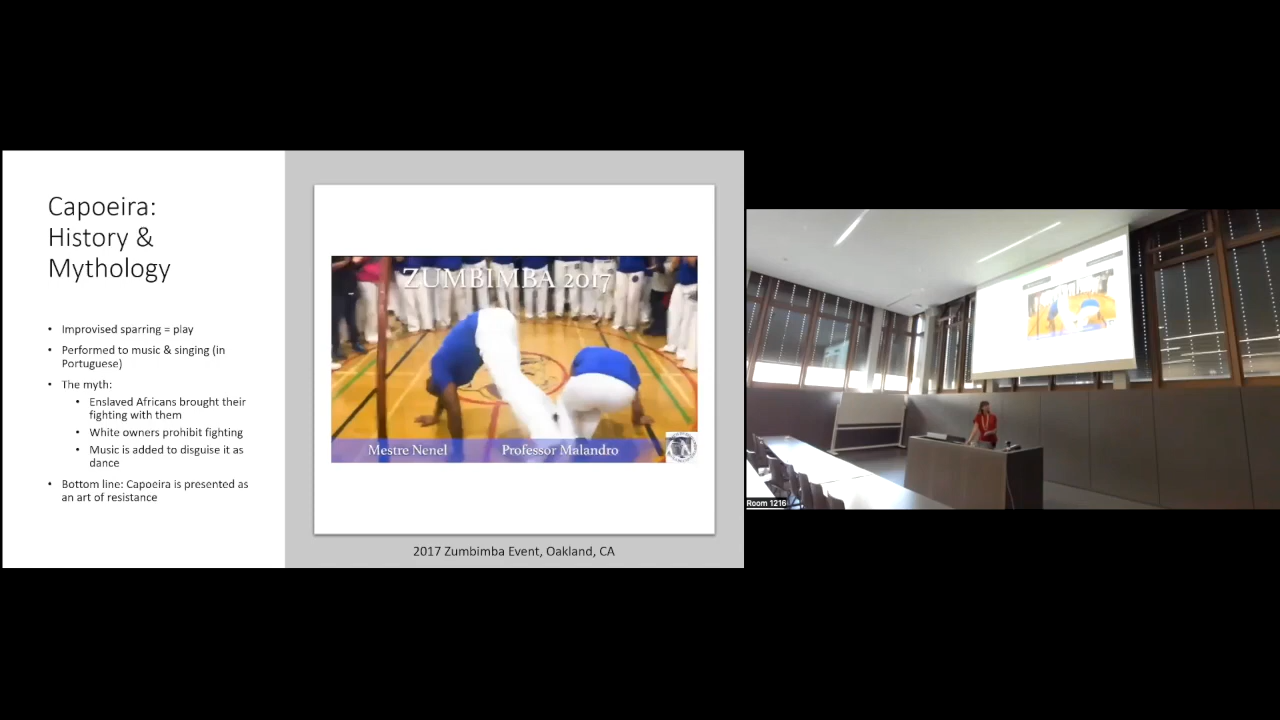 Capoeira:
History &
Mythology
• Improvised sparring = play
• Performed to music & singing (in
Portuguese)
• The myth:
• Enslaved Africans brought their
fighting with them
• White owners prohibit fighting
• Music is added to disguise it as
dance
• Bottom line: Capoeira is presented as
an art of resistance
ZUMBIMBA 2017
Mestre Nenel
Professor Malandro
2017 Zumbimba Event, Oakland, CA
Room 1216